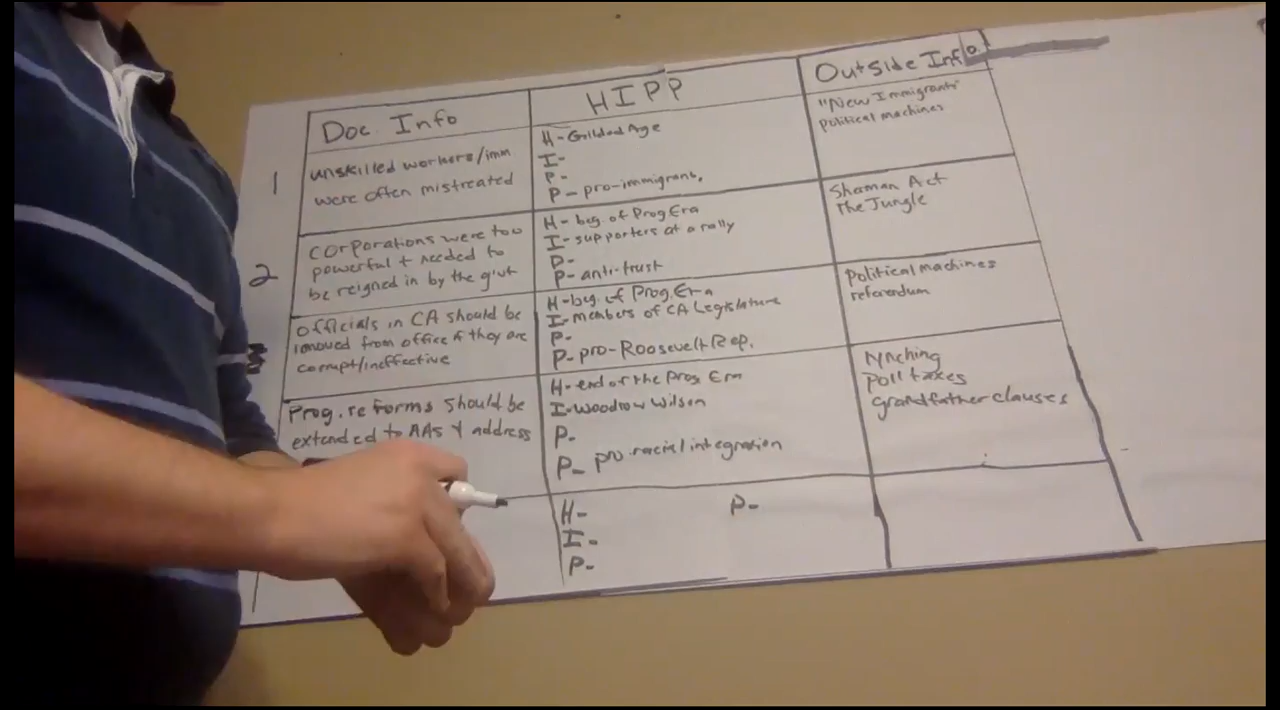 Doc. Info
HIPP
Outside Info
1
unskilled workers/imm
were often mistreated
H- Gilded Age
I-
P-
P- pro-immigrant.
"New Immigrants"
political machines
2
corporations were too
powerful + needed to
be reigned in by the gvt
H- beg. of Prog Era
I- supporters at a rally
P-
P- anti-trust
Sherman Act
The Jungle
officials in CA should be
removed from office if they are
corrupt/ineffective
H- beg. of Prog. Era
I- members of CA Legislature
P-
P- pro-Roosevelt Rep.
Political machines
referendum
Prog. reforms should be
extended to AAs + address
H- end of the Prog Era
I- Woodrow Wilson
P-
P- pro racial integration
lynching
Poll taxes
grandfather clauses
H-
I-
P-
P-